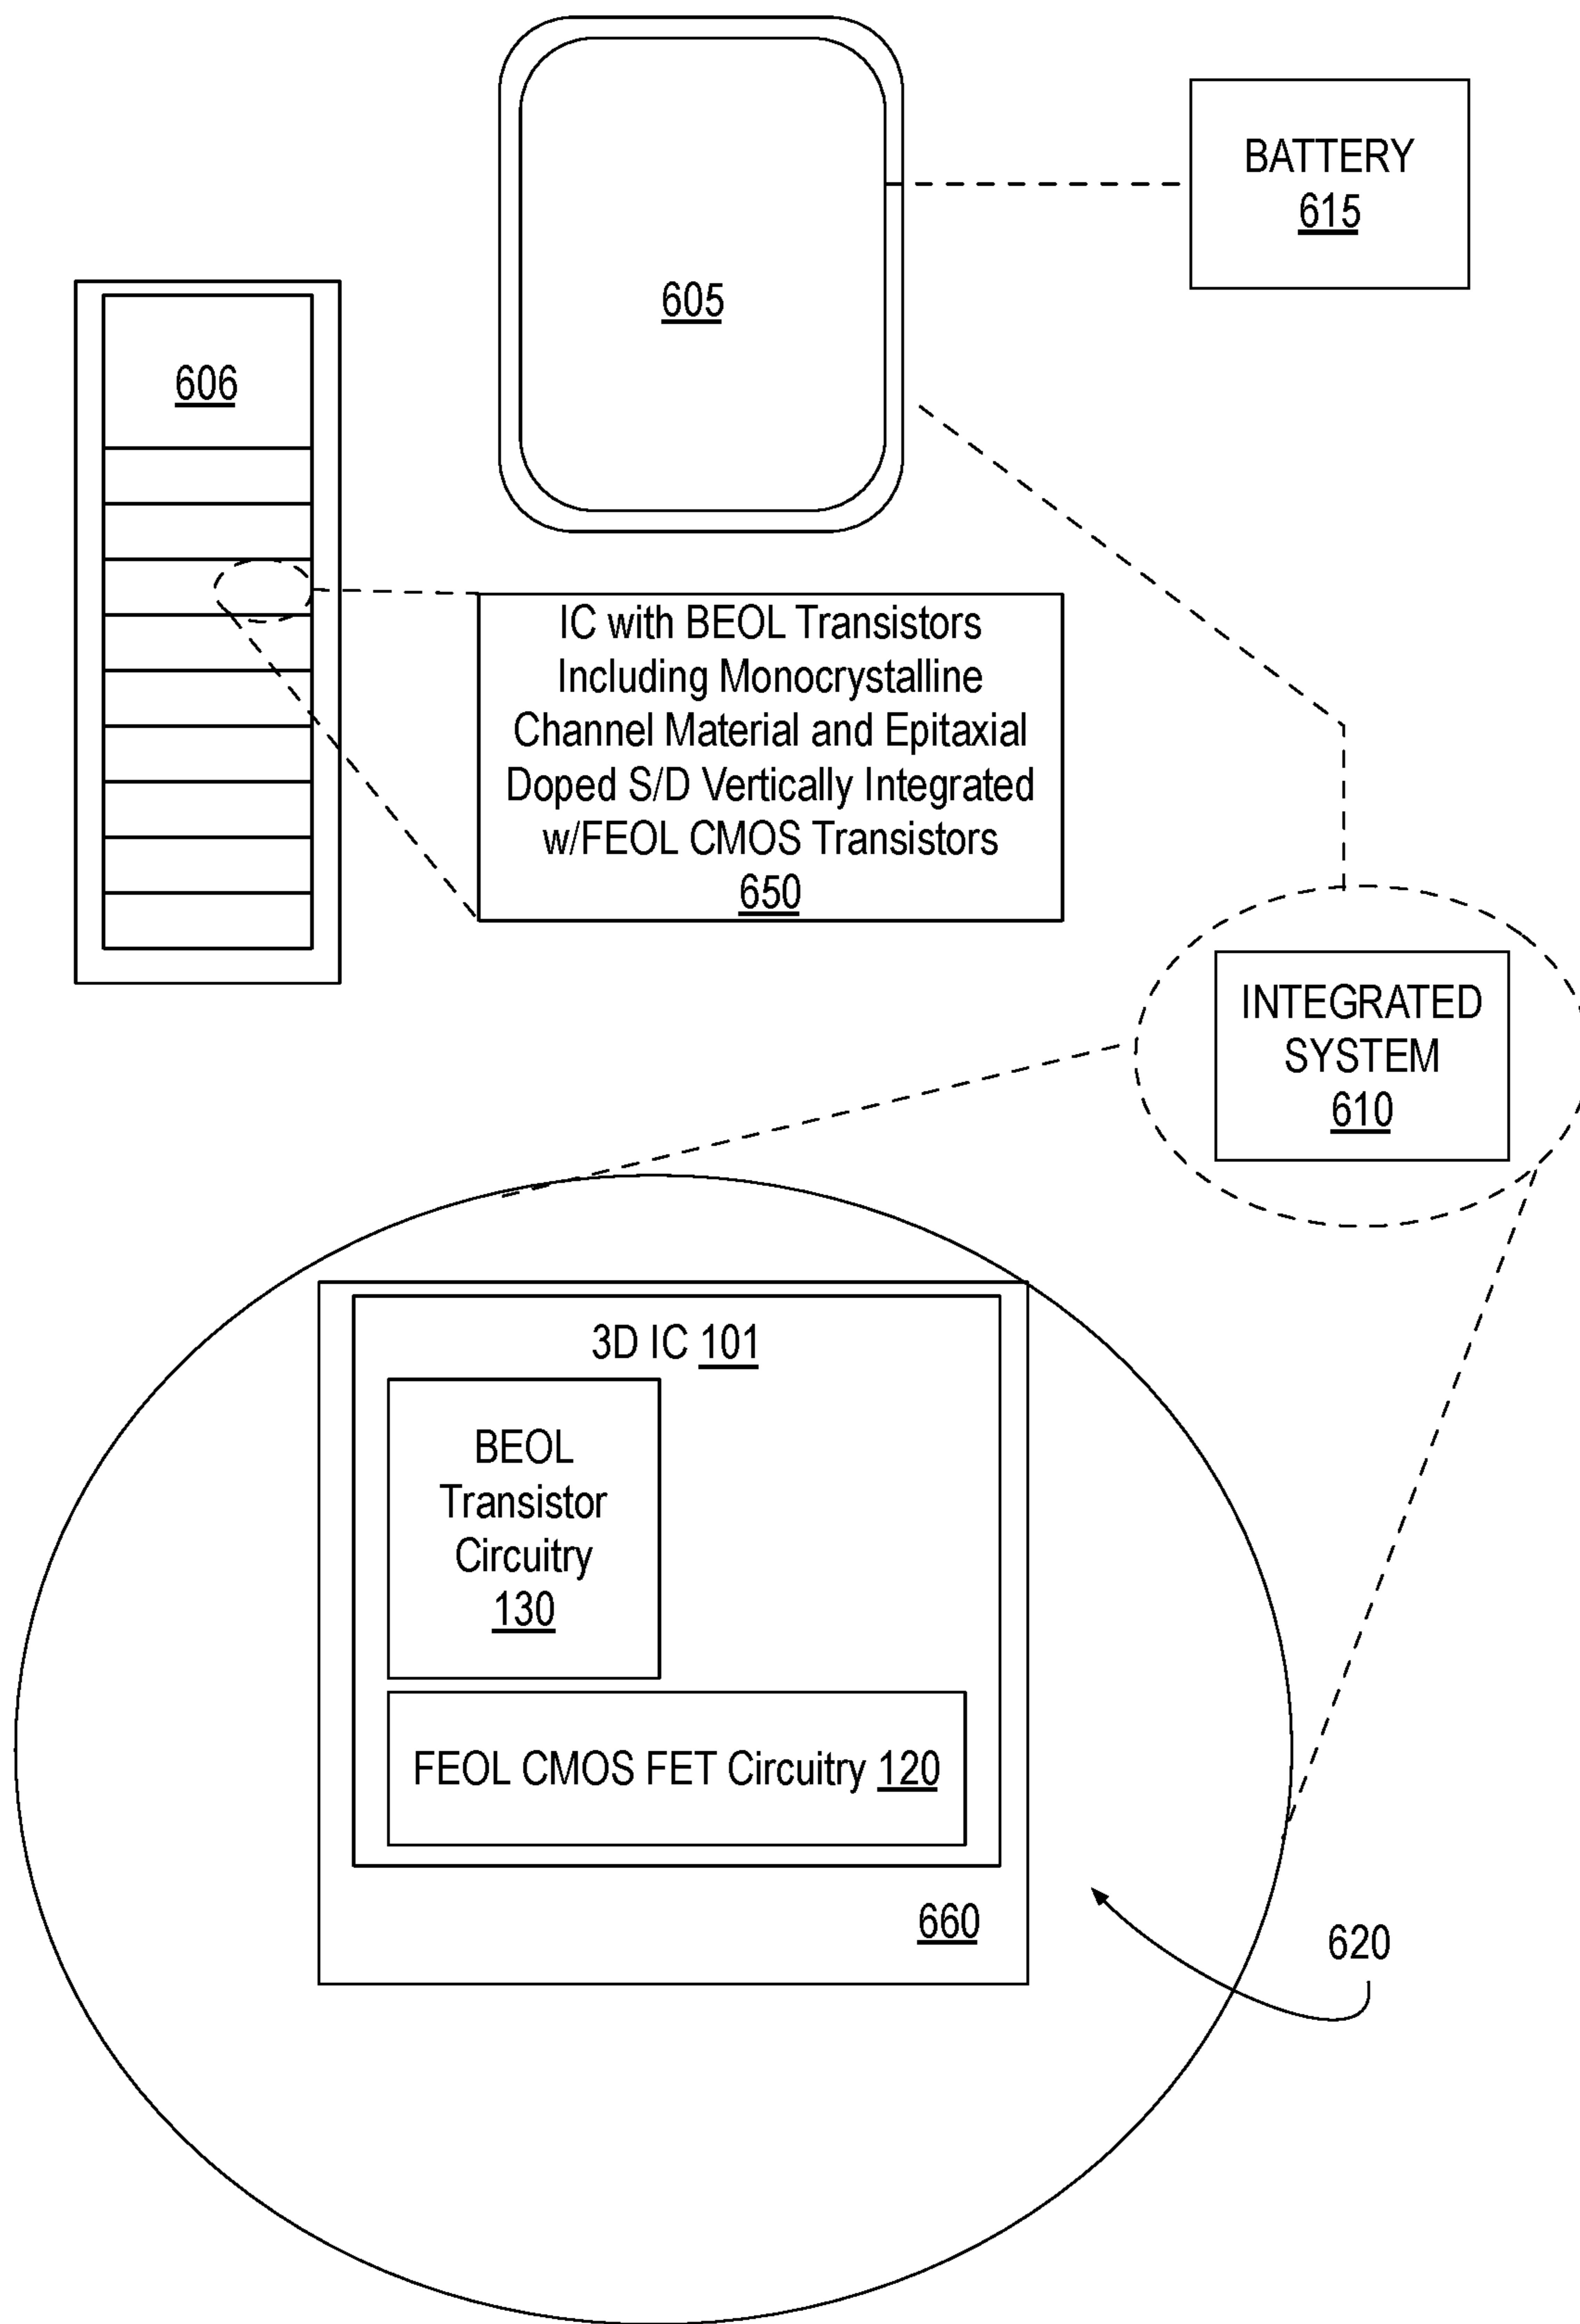 BATTERY
615
605
606
IC with BEOL Transistors
Including Monocrystalline
Channel Material and Epitaxial
Doped S/D Vertically Integrated
w/FEOL CMOS Transistors
650
INTEGRATED
SYSTEM
610
3D IC 101
BEOL
Transistor
Circuitry
130
FEOL CMOS FET Circuitry 120
660
620